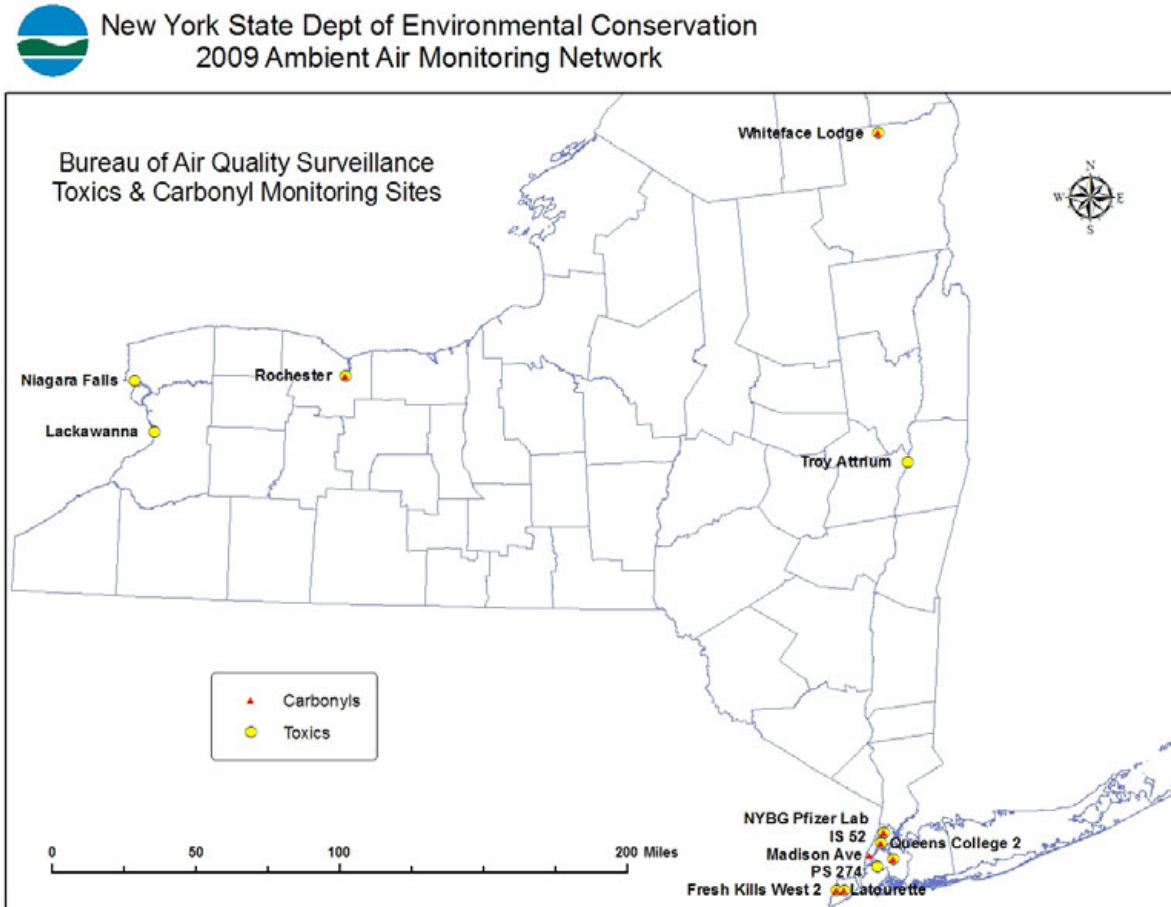 New York State Dept of Environmental Conservation
2009 Ambient Air Monitoring Network
Bureau of Air Quality Surveillance
Toxics & Carbonyl Monitoring Sites
Whiteface Lodge
N
W E
S
Niagara Falls
Rochester
Lackawanna
Troy Attrium
Carbonyls
Toxics
NYBG Pfizer Lab
IS 52
Queens College 2
Madison Ave
PS 274
Fresh Kills West 2
Latourette
0 50 100 200 Miles